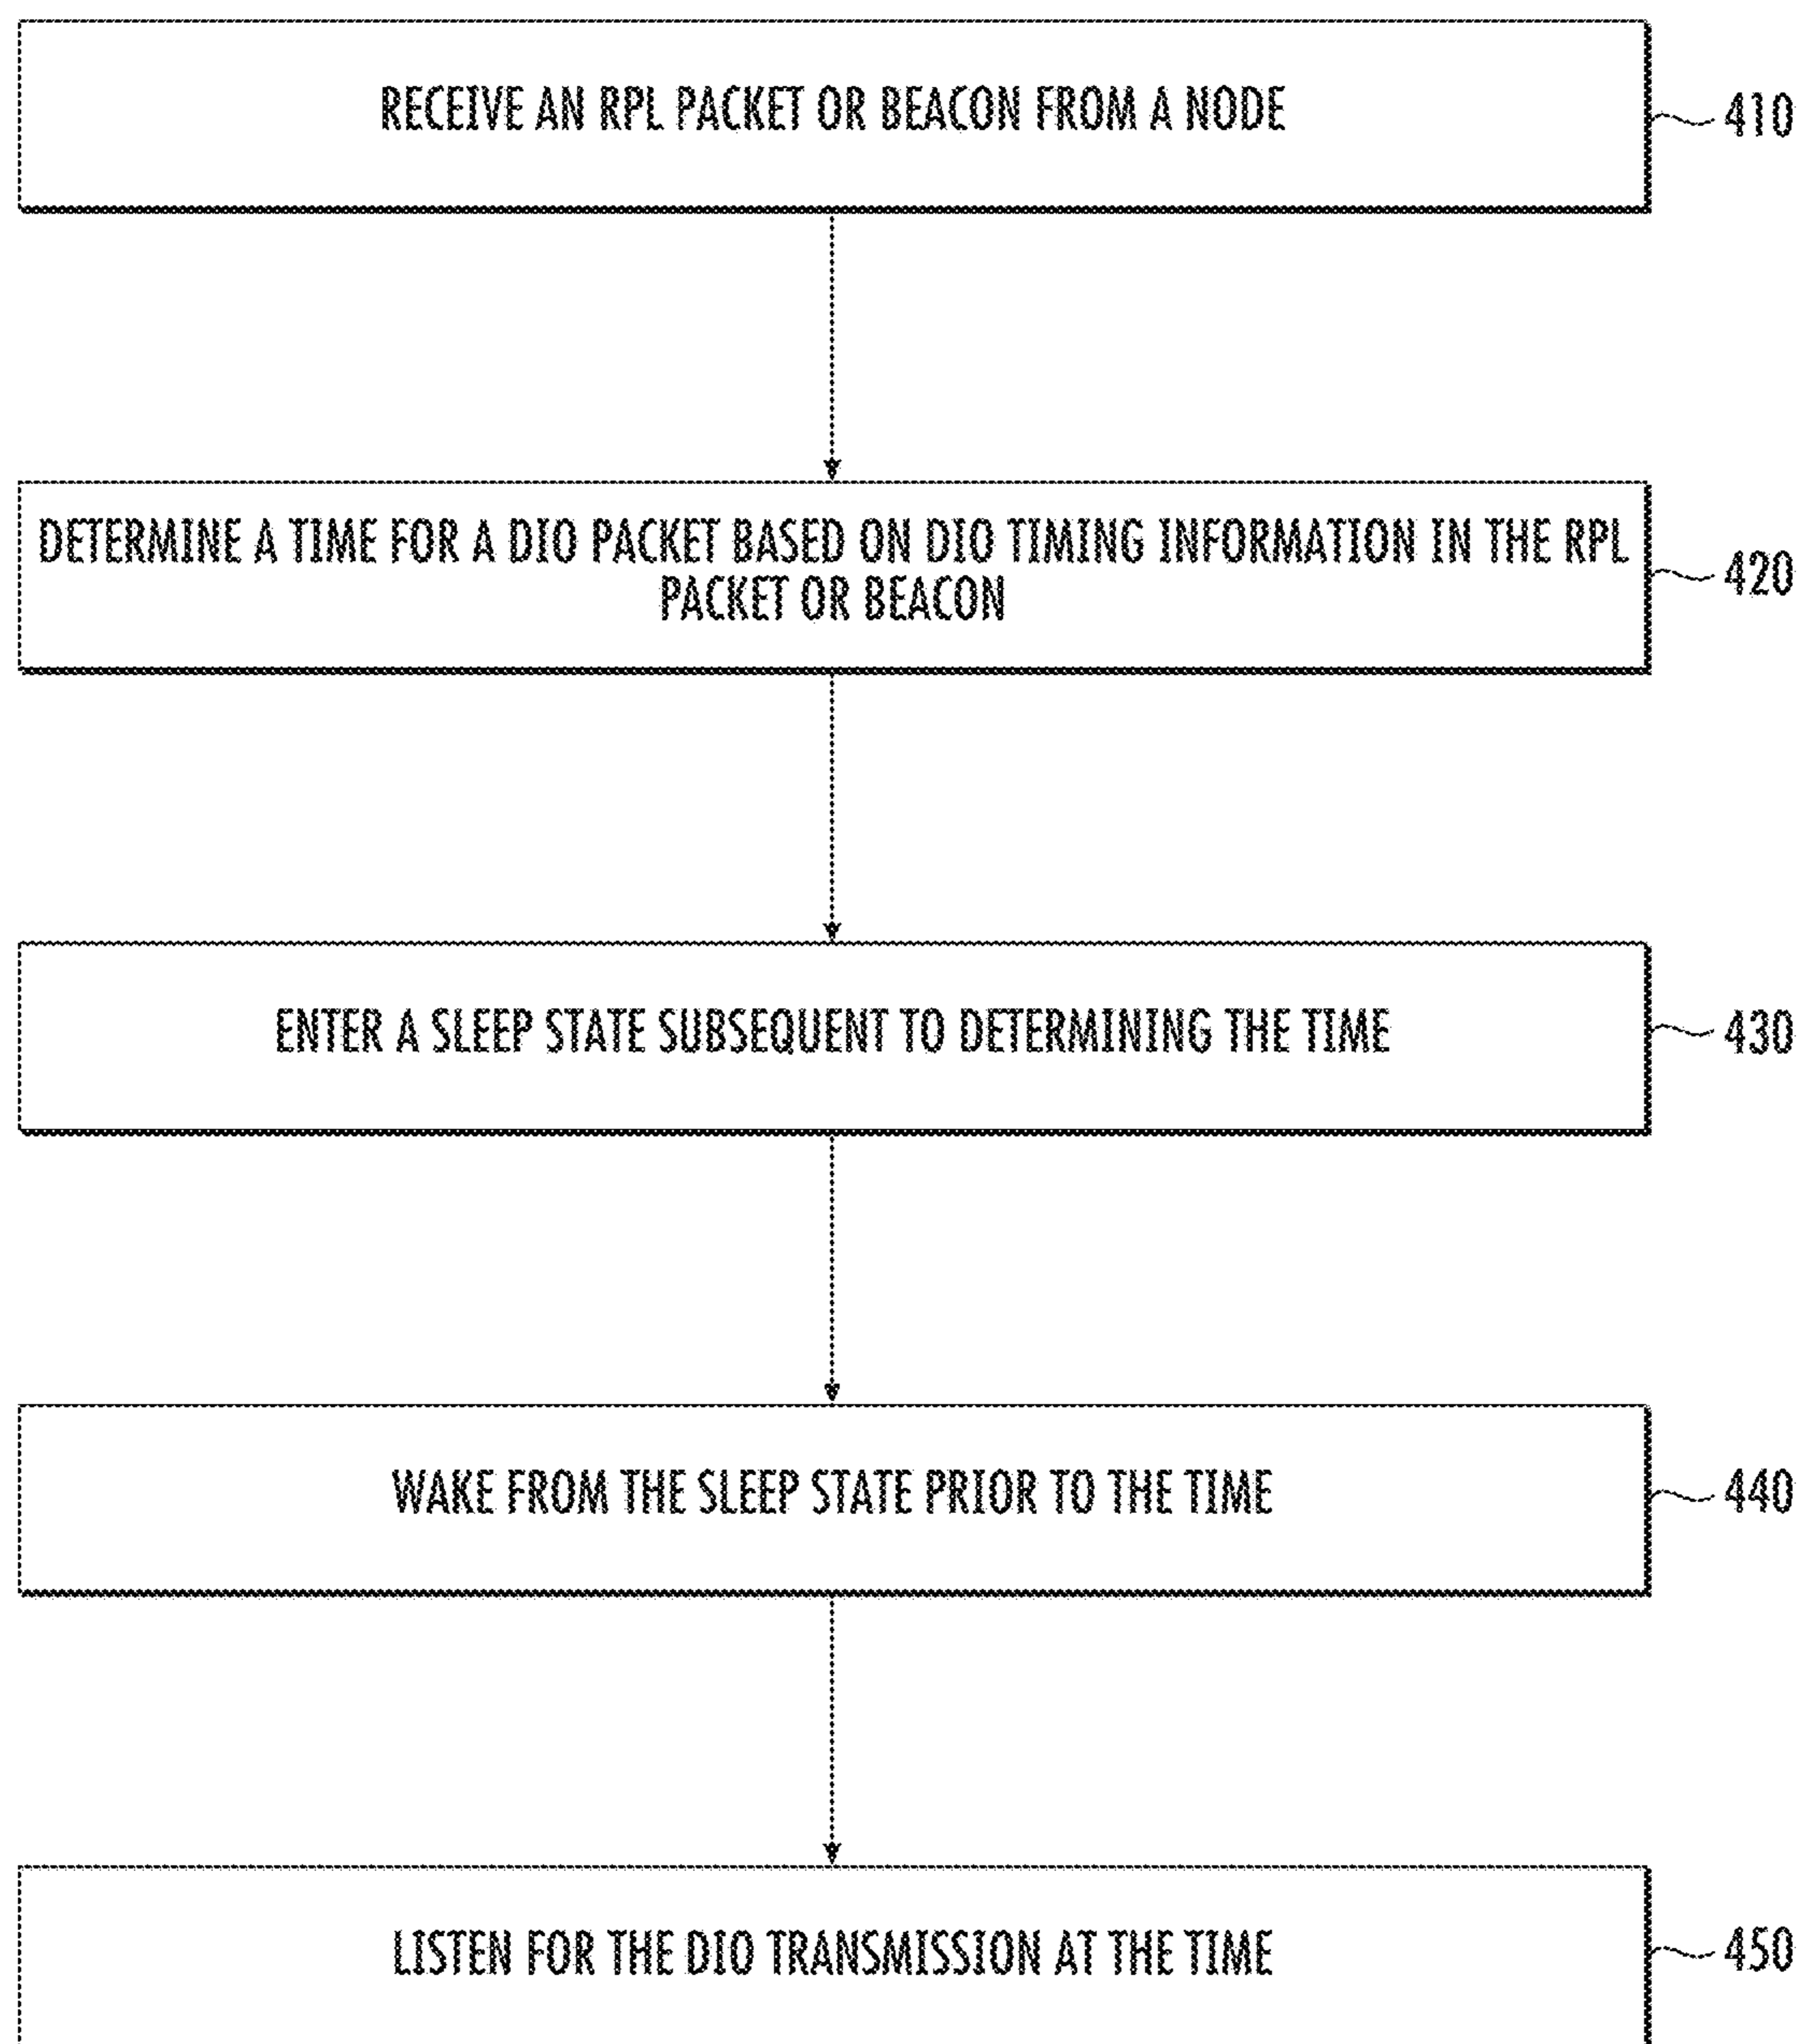 RECEIVE AN RPL PACKET OR BEACON FROM A NODE
410
DETERMINE A TIME FOR A DIO PACKET BASED ON DIO TIMING INFORMATION IN THE RPL
PACKET OR BEACON
420
ENTER A SLEEP STATE SUBSEQUENT TO DETERMINING THE TIME
430
WAKE FROM THE SLEEP STATE PRIOR TO THE TIME
440
LISTEN FOR THE DIO TRANSMISSION AT THE TIME
450